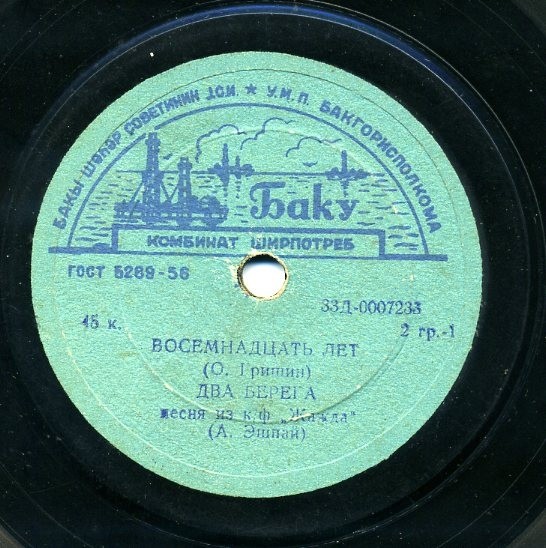 БАКЫ ШӘҺӘР СОВЕТИНИН ДСИ ★ У.М.П. БАКГОРИСПОЛКОМА
Баку
КОМБИНАТ ШИРПОТРЕБ
ГОСТ 5289-56
33Д-0007233
45 к.
2 гр.-1
ВОСЕМНАДЦАТЬ ЛЕТ
(О. Гришин)
ДВА БЕРЕГА
песня из к.ф „Жажда"
(А. Эшпай)